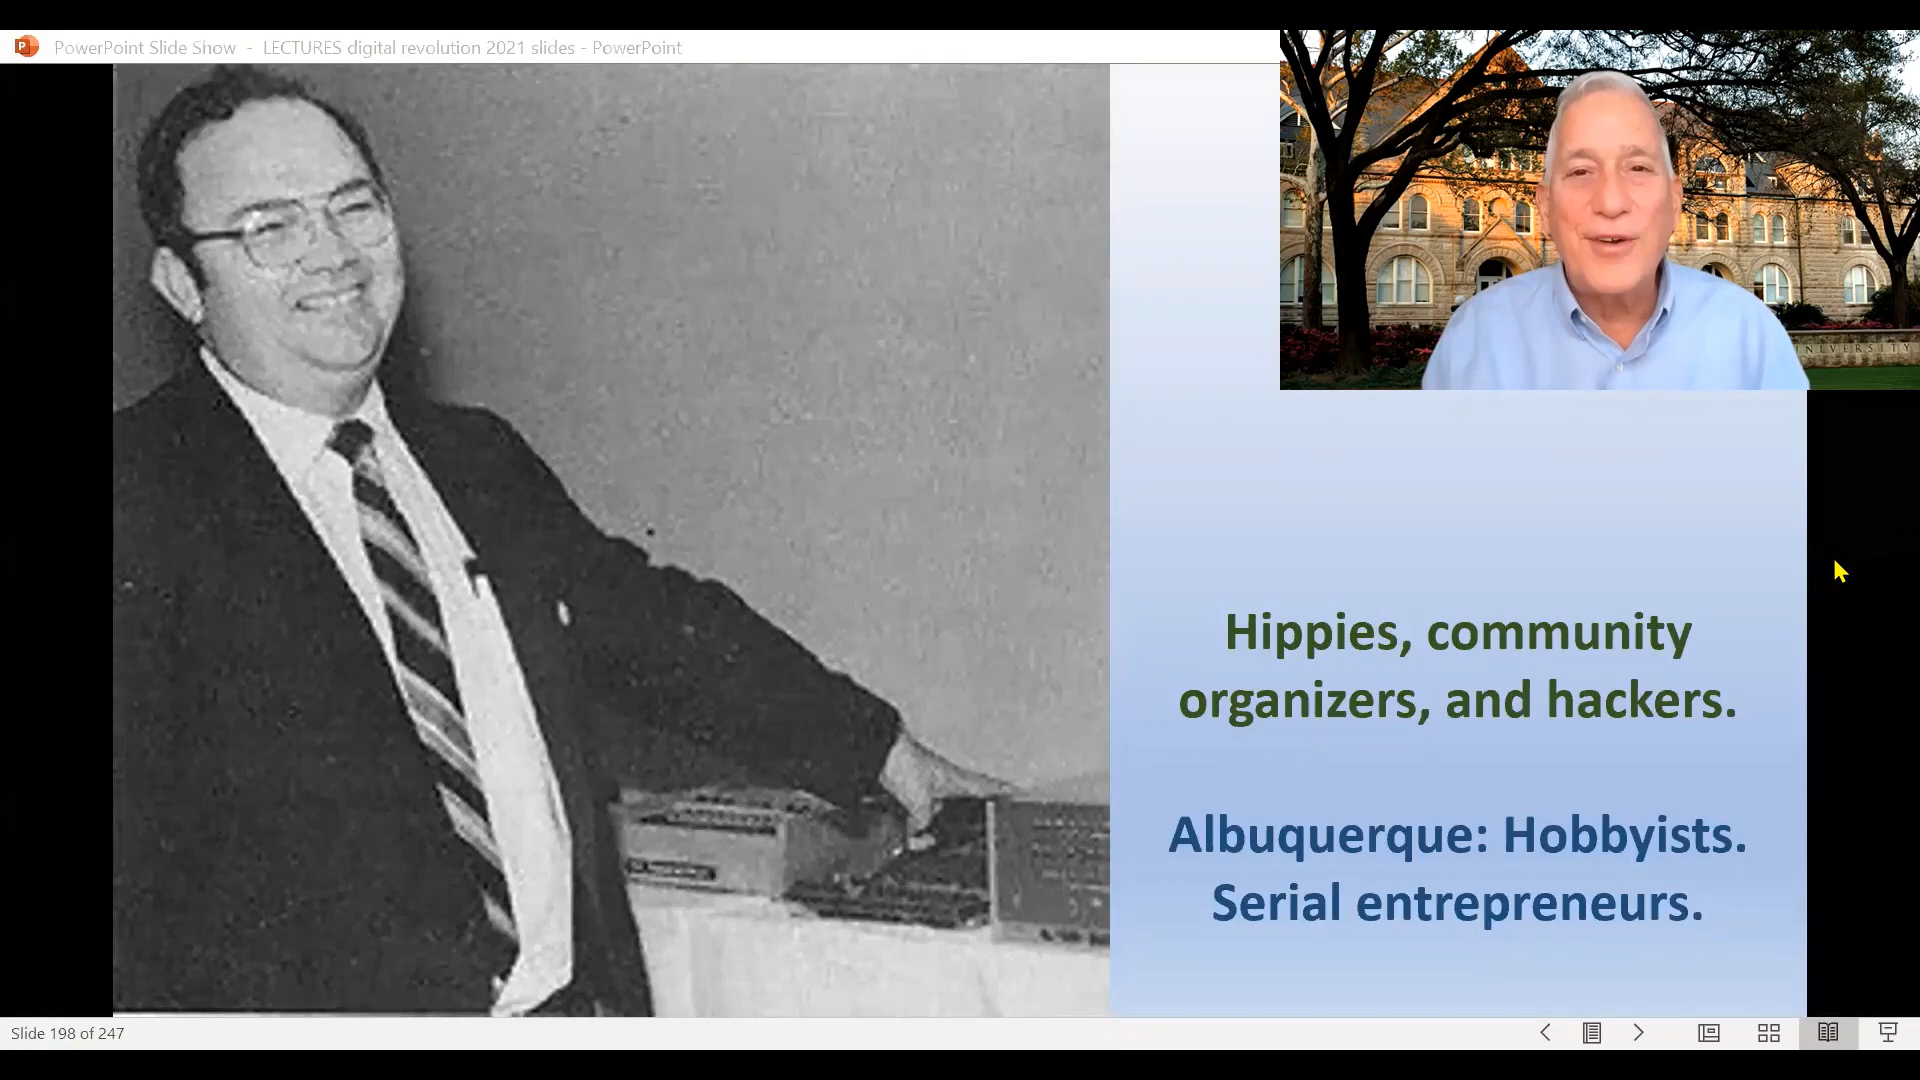 PowerPoint Slide Show - LECTURES digital revolution 2021 slides - PowerPoint
NIVERSITY
Hippies, community
organizers, and hackers.
Albuquerque: Hobbyists.
Serial entrepreneurs.
Slide 198 of 247